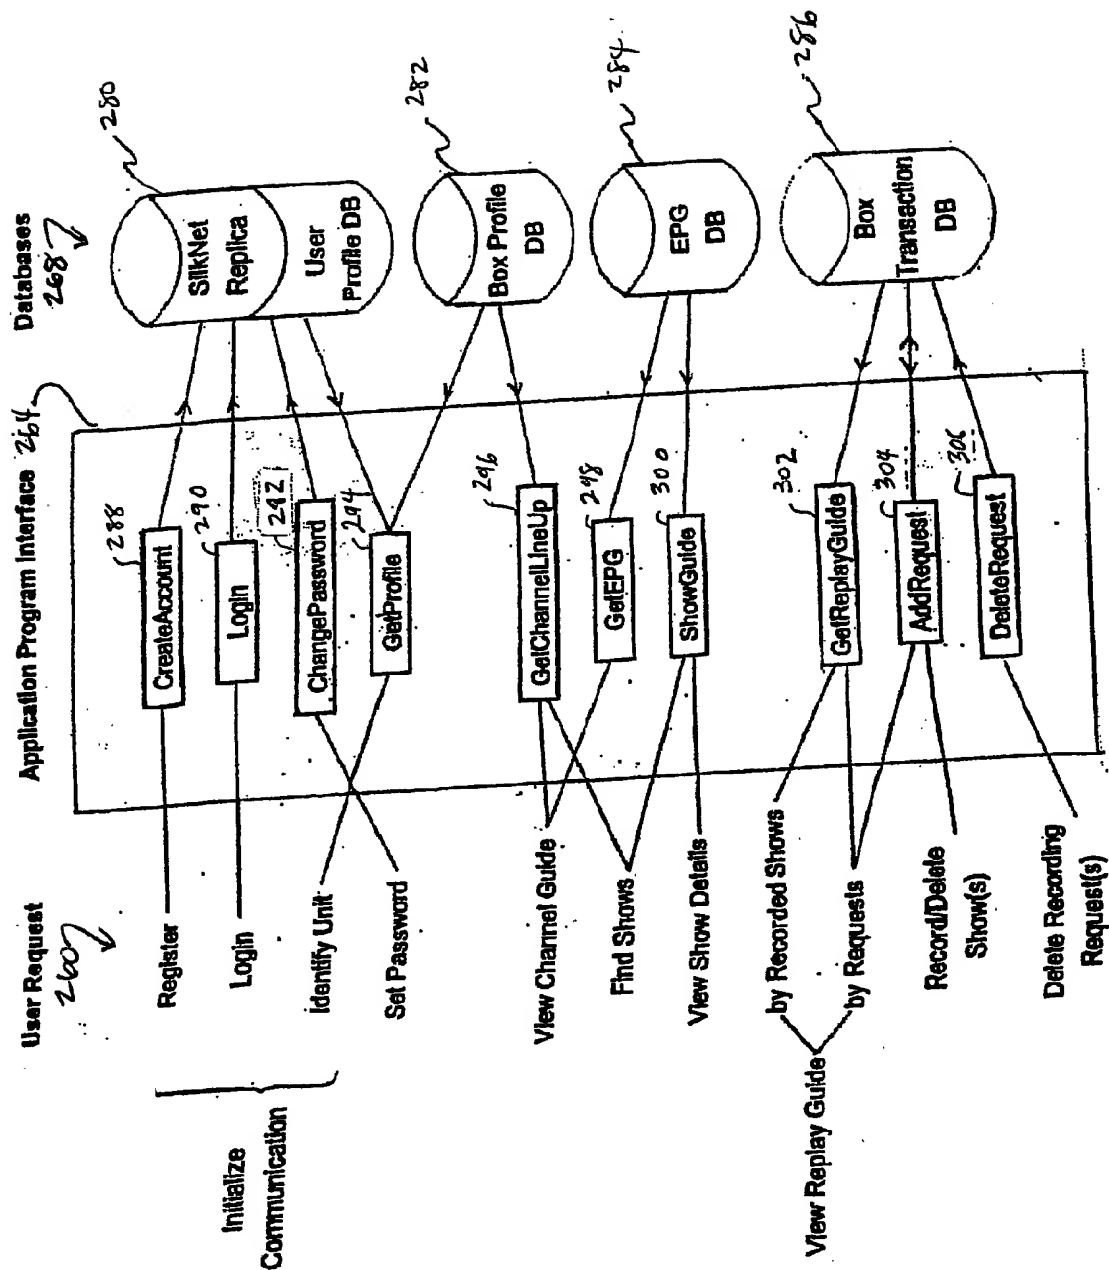 User Request
260
Application Program Interface 264
Databases
268
Initialize
Communication
Register
Login
Identify Unit
Set Password
View Channel Guide
Find Shows
View Show Details
View Replay Guide
by Recorded Shows
by Requests
Record/Delete
Show(s)
Delete Recording
Request(s)
288
CreateAccount
290
Login
292
ChangePassword
294
GetProfile
296
GetChannelLineUp
298
GetEPG
300
ShowGuide
302
GetReplayGuide
304
AddRequest
306
DeleteRequest
280
SilkNet
Replica
User
Profile DB
282
Box Profile
DB
284
EPG
DB
286
Box
Transaction
DB